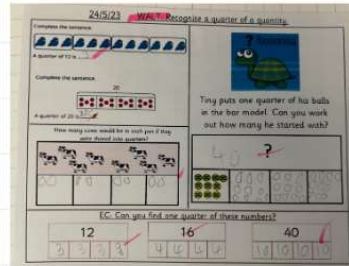 24/5/23 WALT: Recognise a quarter of a quantity.
Complete the sentence.
A quarter of 12 is
Complete the sentence.
20
A quarter of 20 is
How many cows would be in each pen if they
were shared into quarters?
Tiny puts one quarter of his balls
in the bar model. Can you work
out how many he started with?
40 ?
EC: Can you find one quarter of these numbers?
12 16 40
3 3 3 3 4 4 4 4 10 10 10 10